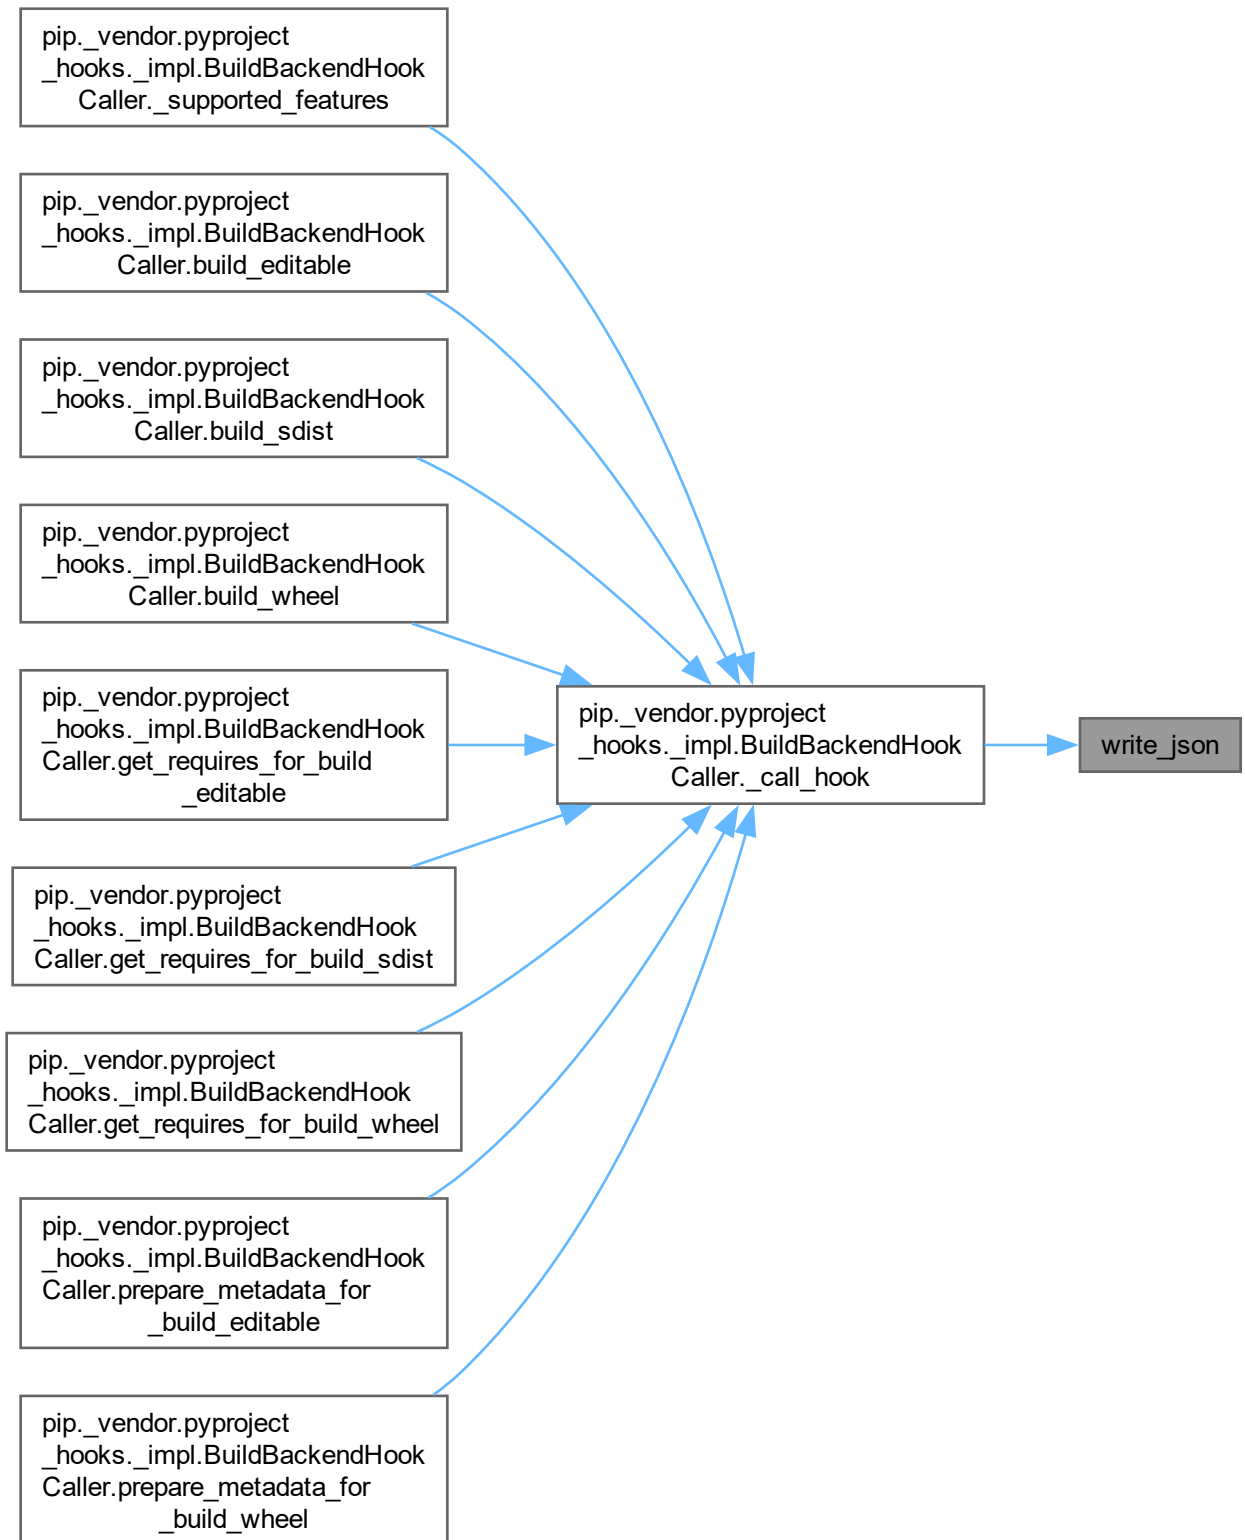 pip._vendor.pyproject
_hooks._impl.BuildBackendHook
Caller._supported_features
pip._vendor.pyproject
_hooks._impl.BuildBackendHook
Caller.build_editable
pip._vendor.pyproject
_hooks._impl.BuildBackendHook
Caller.build_sdist
pip._vendor.pyproject
_hooks._impl.BuildBackendHook
Caller.build_wheel
pip._vendor.pyproject
_hooks._impl.BuildBackendHook
Caller.get_requires_for_build
_editable
pip._vendor.pyproject
_hooks._impl.BuildBackendHook
Caller._call_hook
write_json
pip._vendor.pyproject
_hooks._impl.BuildBackendHook
Caller.get_requires_for_build_sdist
pip._vendor.pyproject
_hooks._impl.BuildBackendHook
Caller.get_requires_for_build_wheel
pip._vendor.pyproject
_hooks._impl.BuildBackendHook
Caller.prepare_metadata_for
_build_editable
pip._vendor.pyproject
_hooks._impl.BuildBackendHook
Caller.prepare_metadata_for
_build_wheel